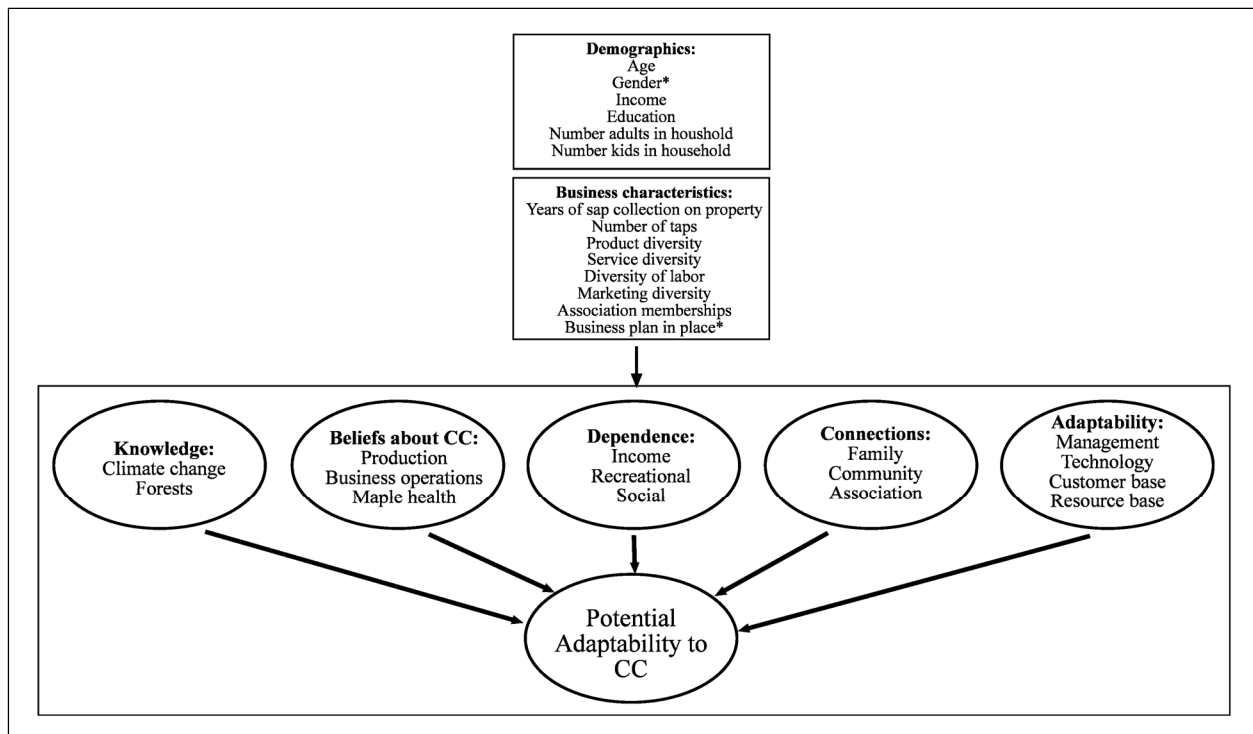 Demographics:
Age
Gender*
Income
Education
Number adults in houshold
Number kids in household
Business characteristics:
Years of sap collection on property
Number of taps
Product diversity
Service diversity
Diversity of labor
Marketing diversity
Association memberships
Business plan in place*
Knowledge:
Climate change
Forests
Beliefs about CC:
Production
Business operations
Maple health
Dependence:
Income
Recreational
Social
Connections:
Family
Community
Association
Adaptability:
Management
Technology
Customer base
Resource base
Potential
Adaptability to
CC